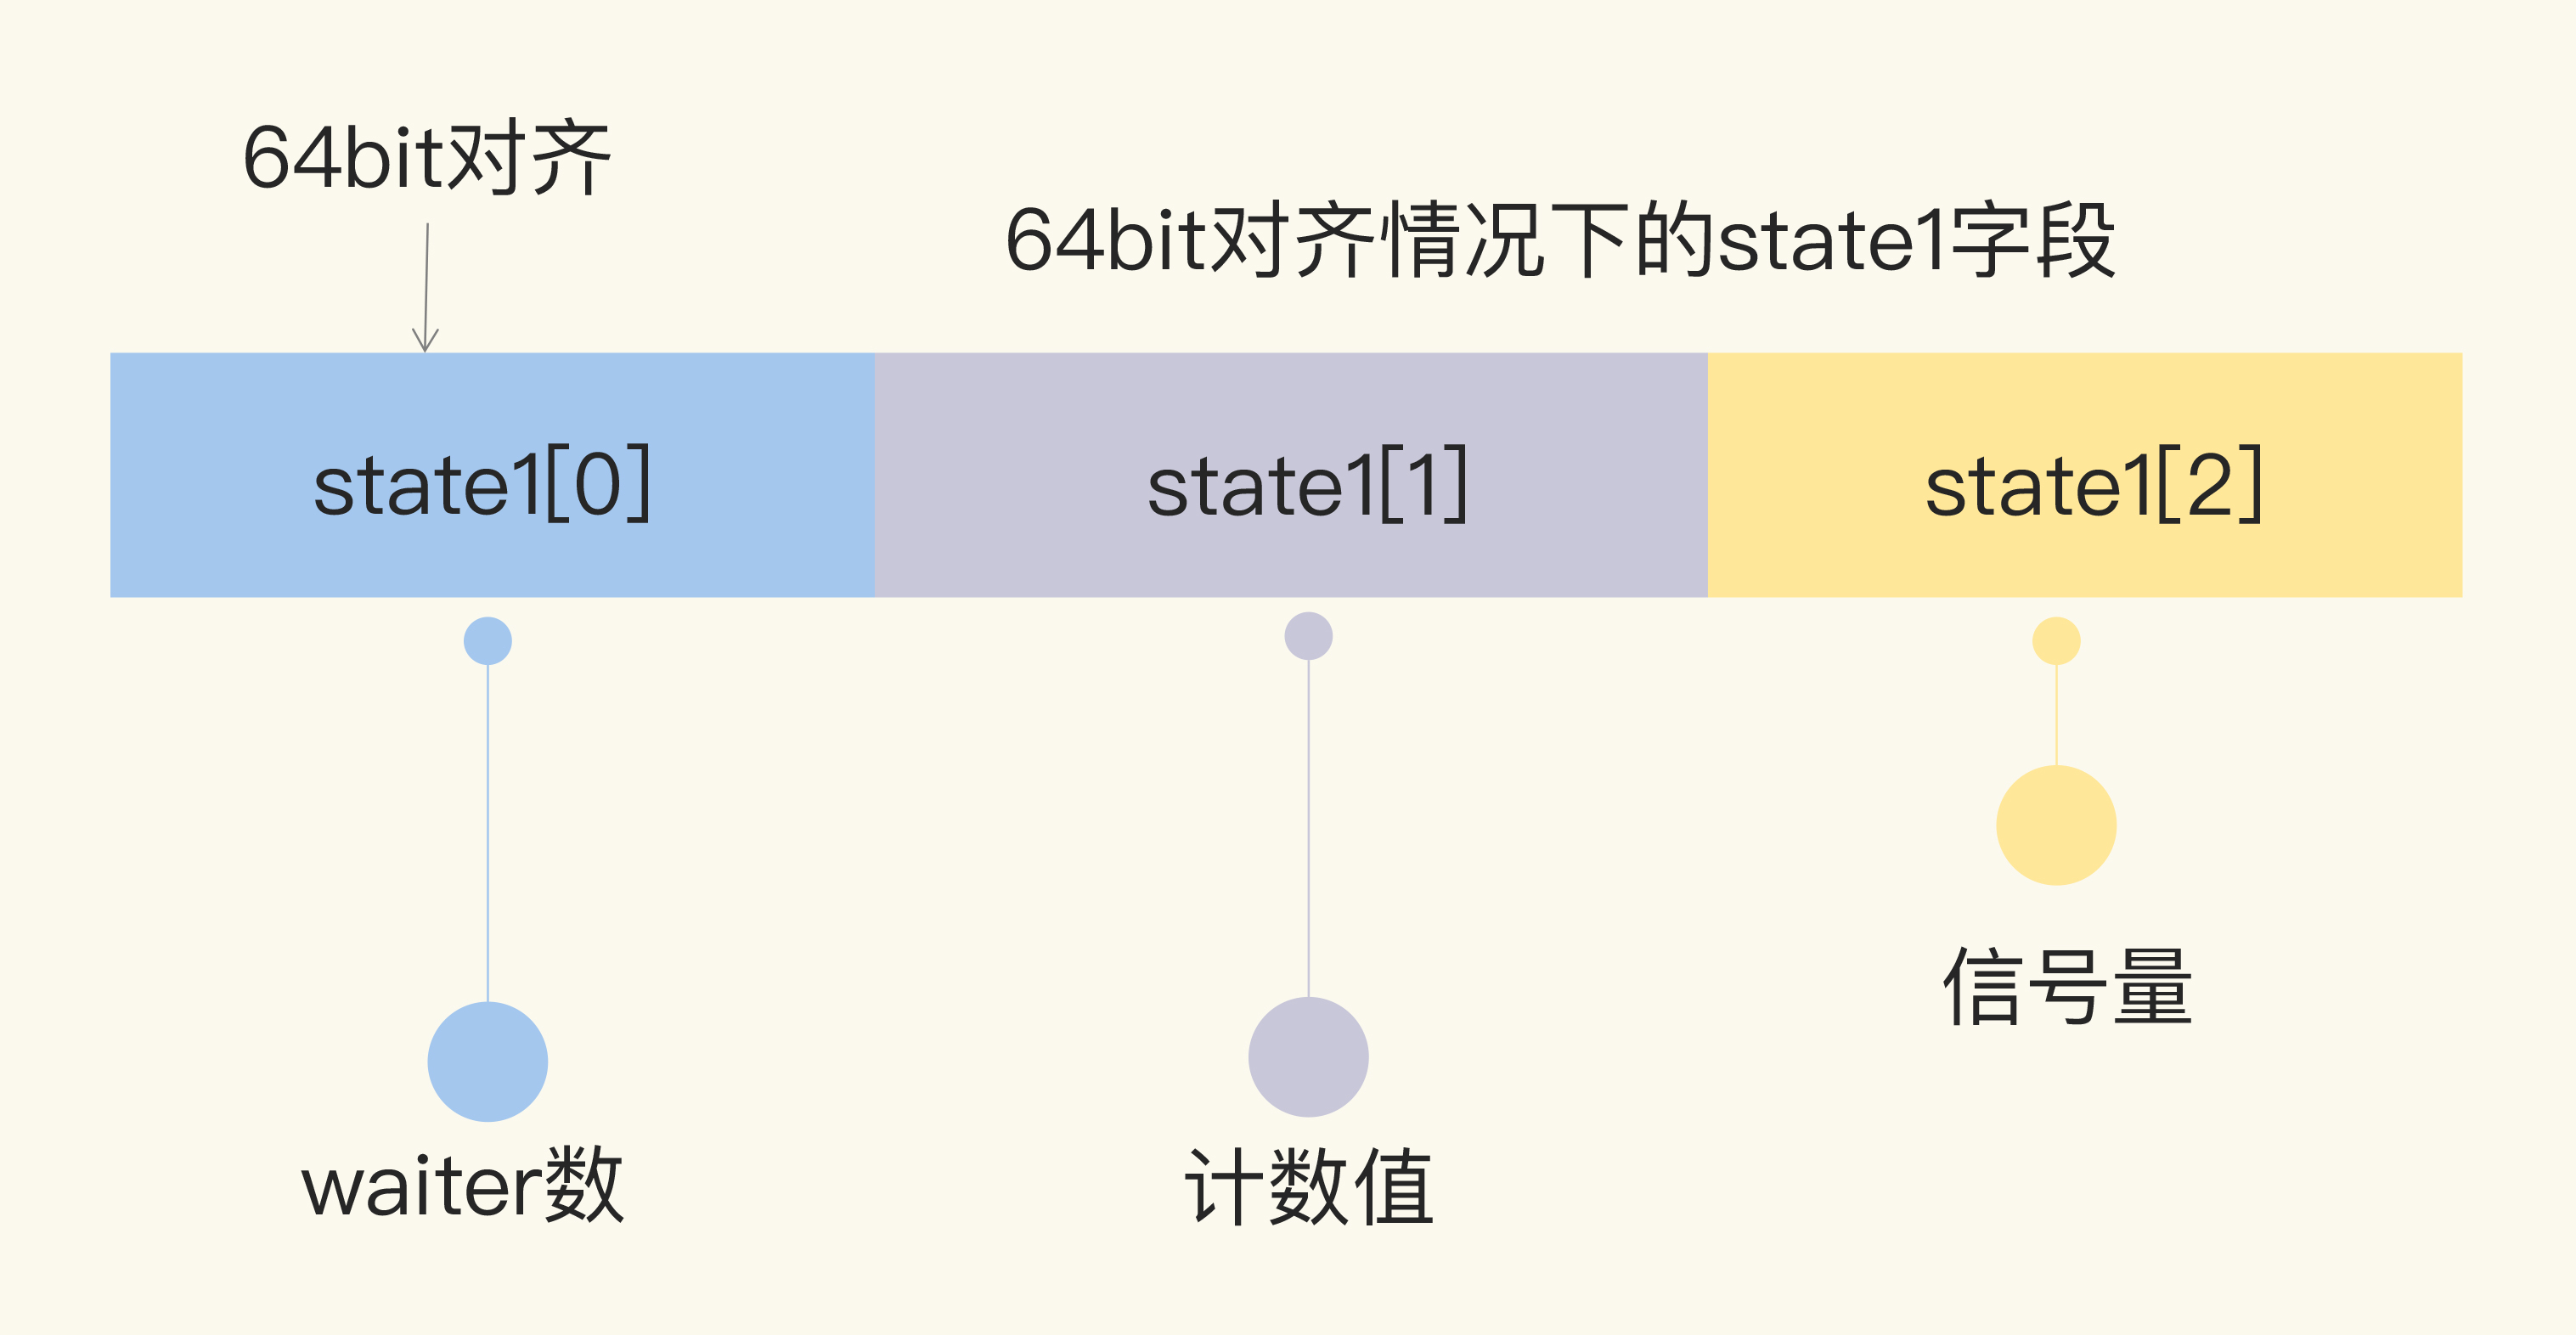 64bit对齐
64bit对齐情况下的state1字段
state1[0]
state1[1]
state1[2]
信号量
waiter数
计数值